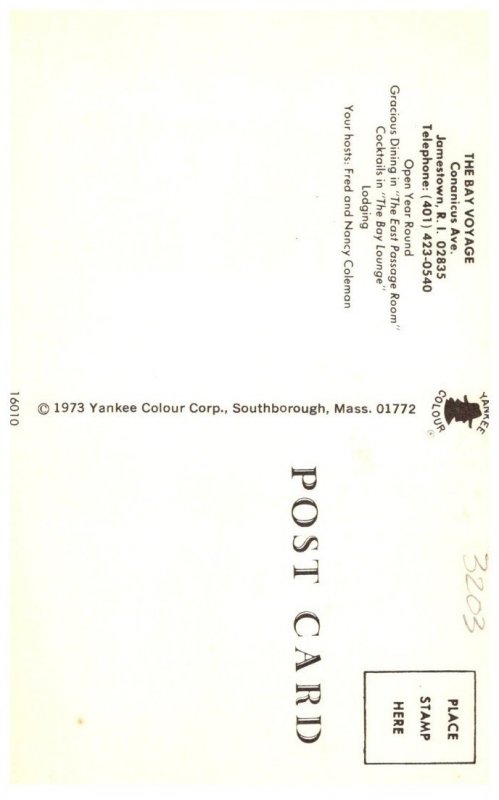 THE BAY VOYAGE
Conanicus Ave.
Jamestown, R. I. 02835
Telephone: (401) 423-0540
Open Year Round
Gracious Dining in "The East Passage Room"
Cocktails in "The Bay Lounge"
Lodging
Your hosts: Fred and Nancy Coleman
16010
© 1973 Yankee Colour Corp., Southborough, Mass. 01772
YANKEE
COLOUR
®
POST CARD
3203
PLACE
STAMP
HERE